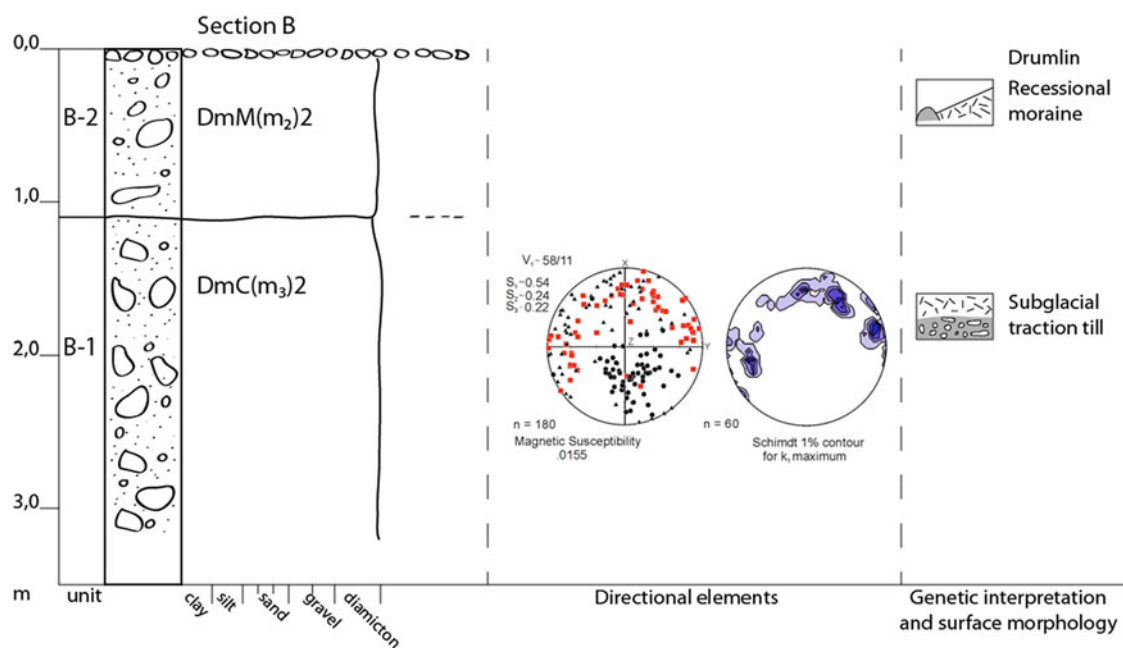 Section B
0,0
B-2
DmM(m₂)2
1,0
DmC(m₃)2
B-1
2,0
3,0
m
unit
clay
silt
sand
gravel
diamicton
V₁ ~ 58/11
S₁~0.54
S₂~0.24
S₃~0.22
X
Y
Z
n = 180
Magnetic Susceptibility
.0155
n = 60
Schimdt 1% contour
for k₁ maximum
Directional elements
Drumlin
Recessional
moraine
Subglacial
traction till
Genetic interpretation
and surface morphology